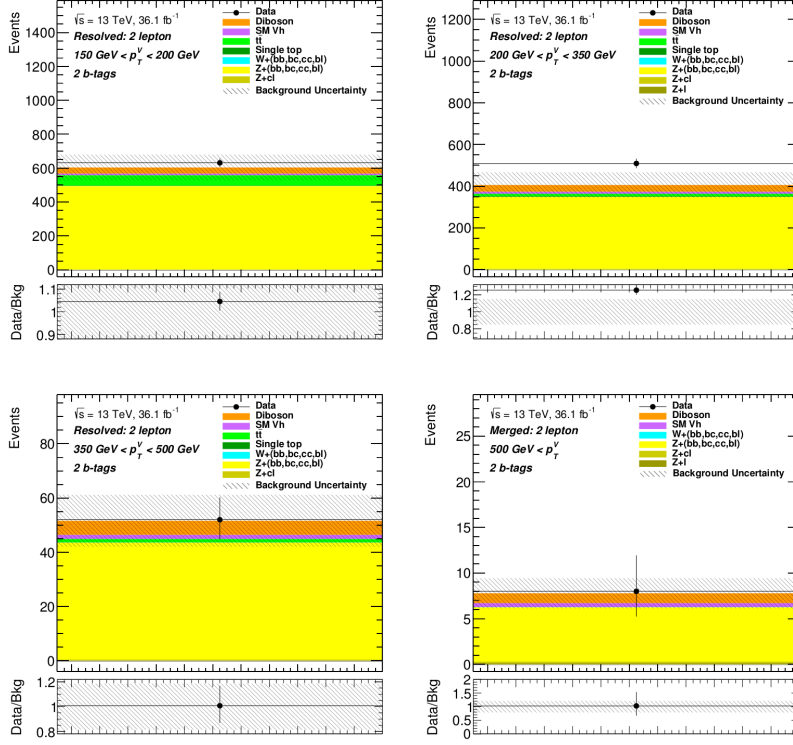 Events
1400
1200
1000
800
600
400
200
0
√s = 13 TeV, 36.1 fb-1
Resolved: 2 lepton
150 GeV < pTV < 200 GeV
2 b-tags
Data
Diboson
SM Vh
tt
Single top
W+(bb,bc,cc,bl)
Z+(bb,bc,cc,bl)
Z+cl
Background Uncertainty
Data/Bkg
1.1
1
0.9
Events
1200
1000
800
600
400
200
0
√s = 13 TeV, 36.1 fb-1
Resolved: 2 lepton
200 GeV < pTV < 350 GeV
2 b-tags
Data
Diboson
SM Vh
tt
Single top
W+(bb,bc,cc,bl)
Z+(bb,bc,cc,bl)
Z+cl
Z+l
Background Uncertainty
Data/Bkg
1.2
1
0.8
Events
80
60
40
20
0
√s = 13 TeV, 36.1 fb-1
Resolved: 2 lepton
350 GeV < pTV < 500 GeV
2 b-tags
Data
Diboson
SM Vh
tt
Single top
W+(bb,bc,cc,bl)
Z+(bb,bc,cc,bl)
Z+cl
Background Uncertainty
Data/Bkg
1.2
1
0.8
Events
25
20
15
10
5
0
√s = 13 TeV, 36.1 fb-1
Merged: 2 lepton
500 GeV < pTV
2 b-tags
Data
Diboson
SM Vh
W+(bb,bc,cc,bl)
Z+(bb,bc,cc,bl)
Z+cl
Z+l
Background Uncertainty
Data/Bkg
2
1.5
1
0.5
0